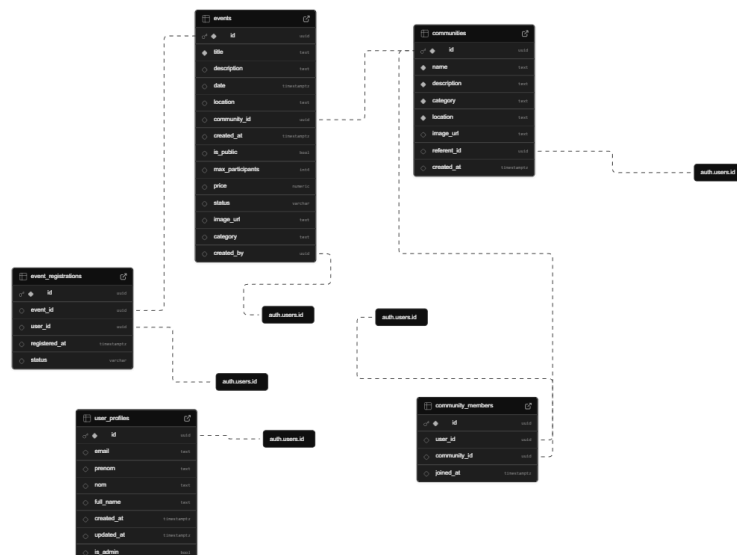 events
id uuid
title text
description text
date timestamptz
location text
community_id uuid
created_at timestamptz
is_public bool
max_participants text
price numeric
status varchar
image_url text
category text
created_by uuid
communities
id uuid
name text
description text
category text
location text
image_url text
referent_id uuid
created_at timestamptz
auth.users.id
event_registrations
id uuid
event_id uuid
user_id uuid
registered_at timestamptz
status varchar
auth.users.id
auth.users.id
auth.users.id
user_profiles
id uuid
email text
prenom text
nom text
full_name text
created_at timestamptz
updated_at timestamptz
is_admin bool
auth.users.id
community_members
id uuid
user_id uuid
community_id uuid
joined_at timestamptz